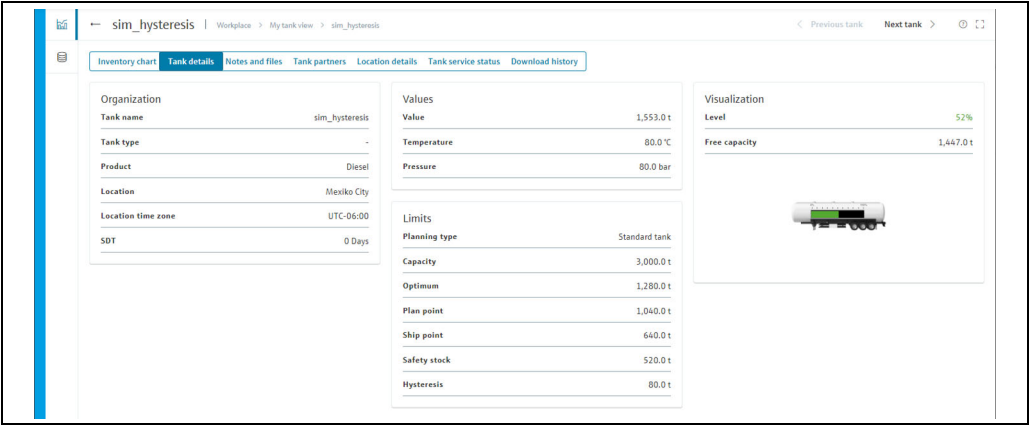 ← sim_hysteresis | Workplace > My tank view > sim_hysteresis < Previous tank Next tank >
Inventory chart Tank details Notes and files Tank partners Location details Tank service status Download history
Organization
Tank name sim_hysteresis
Tank type -
Product Diesel
Location Mexiko City
Location time zone UTC-06:00
SDT 0 Days
Values
Value 1,553.0 t
Temperature 80.0 °C
Pressure 80.0 bar
Limits
Planning type Standard tank
Capacity 3,000.0 t
Optimum 1,280.0 t
Plan point 1,040.0 t
Ship point 640.0 t
Safety stock 520.0 t
Hysteresis 80.0 t
Visualization
Level 52%
Free capacity 1,447.0 t